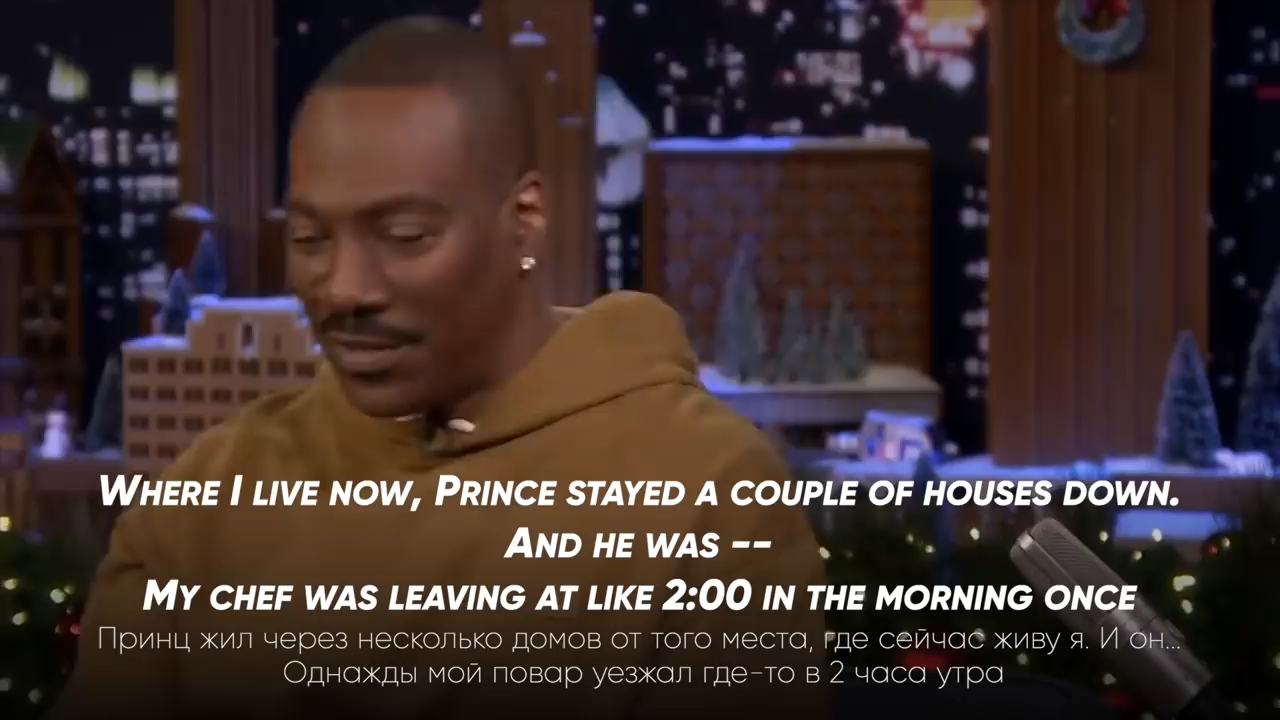 Where I live now, Prince stayed a couple of houses down.
And he was --
My chef was leaving at like 2:00 in the morning once
Принц жил через несколько домов от того места, где сейчас живу я. И он...
Однажды мой повар уезжал где-то в 2 часа утра